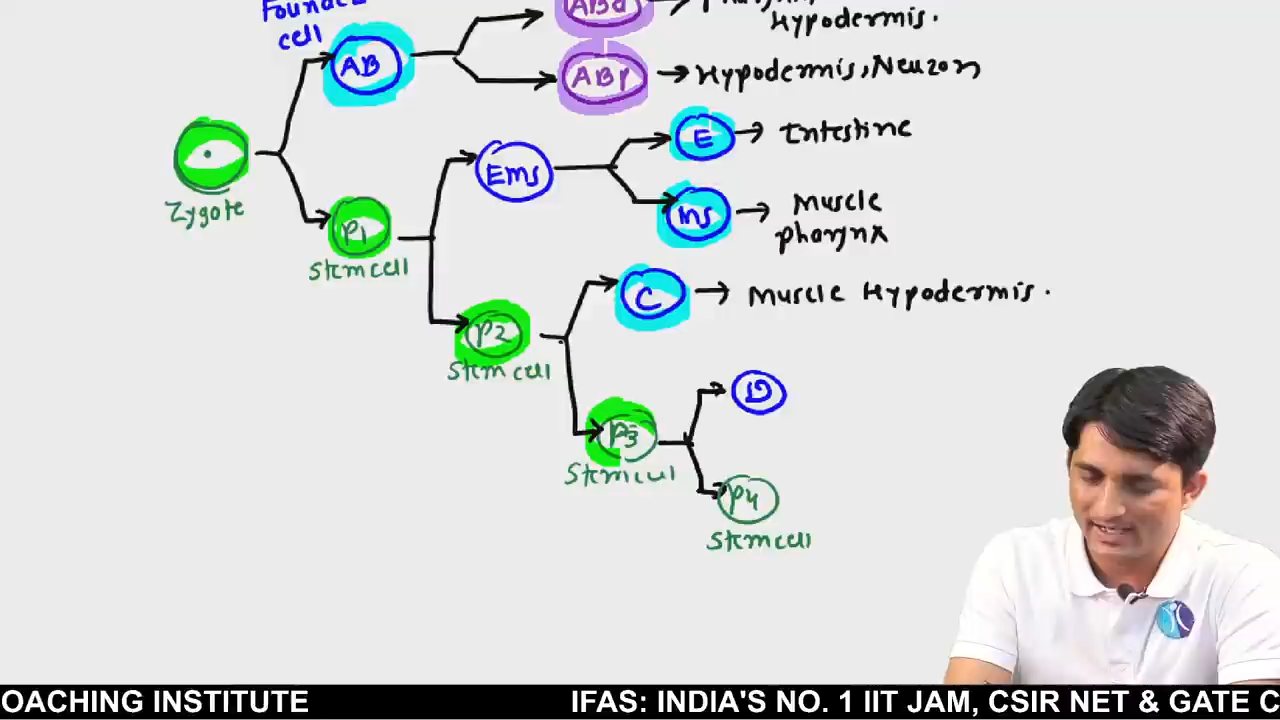 Founder
cell
ABa
Hypodermis.
AB
ABP
Hypodermis, Neuron
Zygote
E
Intestine
Ems
ms
Muscle
pharynx
P1
stem cell
C
Muscle Hypodermis.
P2
Stem cell
D
P3
Stem cell
P4
Stem cell
OACHING INSTITUTE
IFAS: INDIA'S NO. 1 IIT JAM, CSIR NET & GATE C